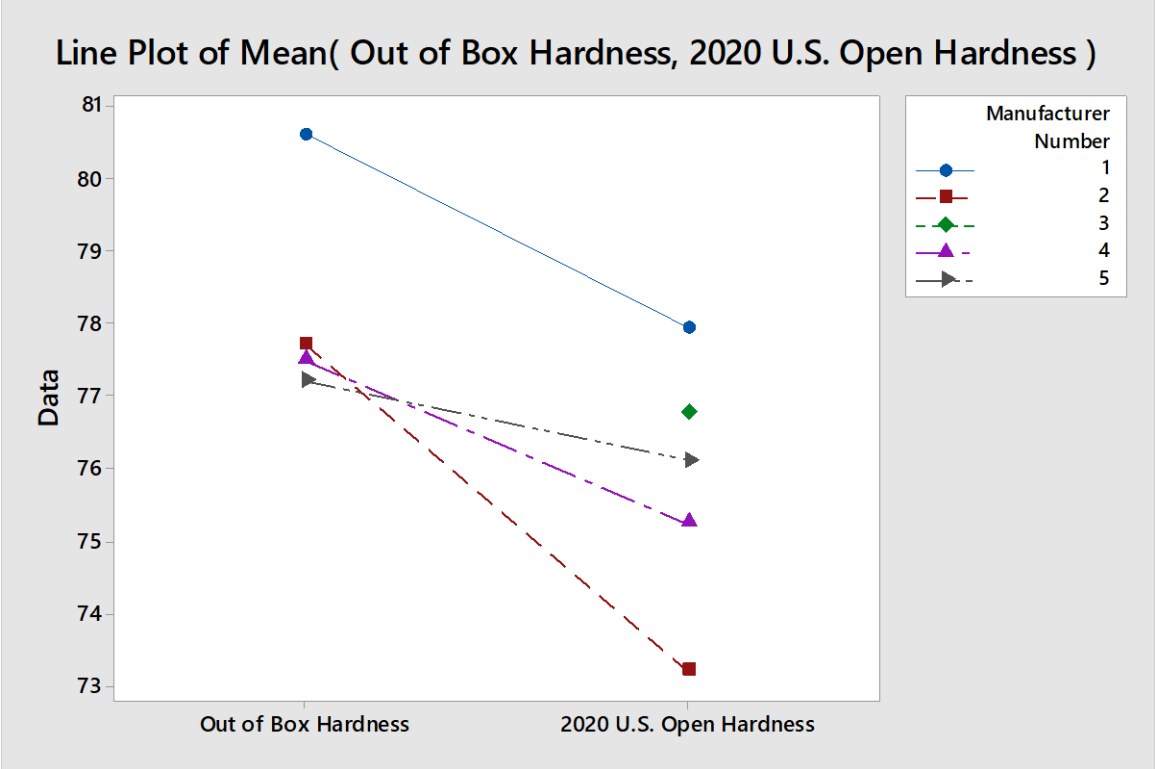 Line Plot of Mean( Out of Box Hardness, 2020 U.S. Open Hardness )
81
80
79
78
77
76
75
74
73
Data
Out of Box Hardness
2020 U.S. Open Hardness
Manufacturer
Number
1
2
3
4
5